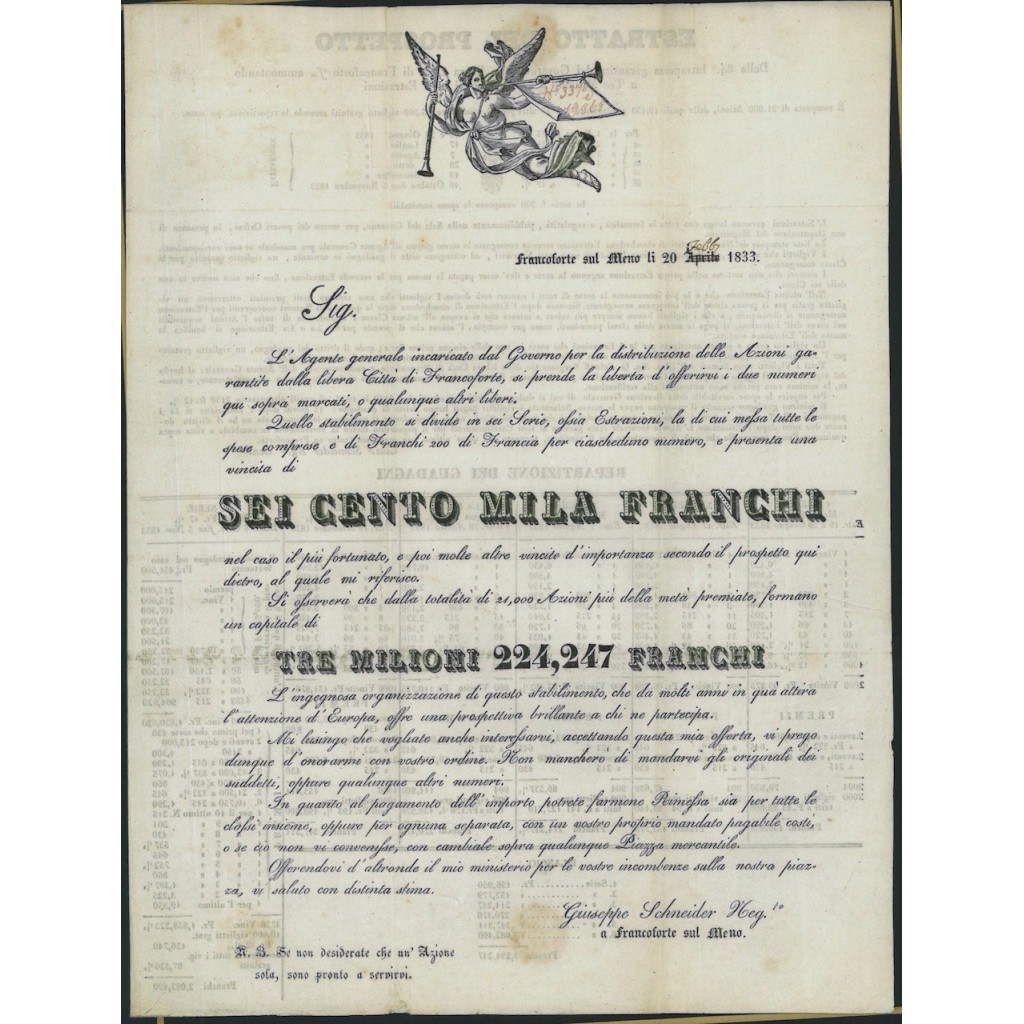 Nº 3372
19961
Francoforte sul Meno li 20 Aprile 1833.
Sig.
L'Agente generale incaricato dal Governo per la distribuzione delle Azioni ga-
rantite dalla libera Città di Francoforte, si prende la libertà d'offerirvi i due numeri
qui sopra marcati, o qualunque altri liberi.
Quello stabilimento si divide in sei Serie, ossia Estrazioni, la di cui messa tutte le
spese comprese è di Franchi 200 di Francia per ciascheduno numero, e presenta una
vincita di
SEI CENTO MILA FRANCHI
nel caso il più fortunato, e poi molte altre vincite d'importanza secondo il prospetto qui
dietro, al quale mi riferisco.
Si osserverà che dalla totalità di 21,000 Azioni più della metà premiate, formano
un capitale di
TRE MILIONI 224,247 FRANCHI
L'ingegnosa organizzazione di questo stabilimento, che da molti anni in quà attira
l'attenzione d'Europa, offre una prospettiva brillante a chi ne partecipa.
Mi lusingo che vogliate anche interessarvi, accettando questa mia offerta, vi prego
dunque d'onorarmi con vostro ordine. Non mancherò di mandarvi gli originali dei
suddetti, oppure qualunque altri numeri.
In quanto al pagamento dell'importo potrete farmene Rimessa sia per tutte le
classi insieme, oppure per ognuna separata, con un vostro proprio mandato pagabile costì,
o se ciò non vi convenisse, con cambiale sopra qualunque Piazza mercantile.
Offerendovi d'altronde il mio ministerio per le vostre incombenze sulla nostra piaz-
za, vi saluto con distinta stima.
Giuseppe Schneider Neg.to
a Francoforte sul Meno.
N. B. Se non desiderate che un' Azione
sola, sono pronto a servirvi.